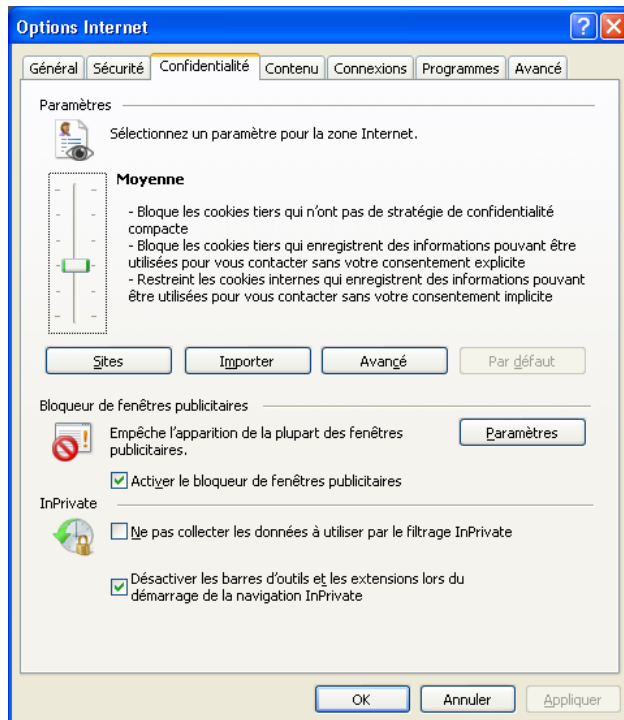 Options Internet
Général Sécurité Confidentialité Contenu Connexions Programmes Avancé
Paramètres
Sélectionnez un paramètre pour la zone Internet.
Moyenne
- Bloque les cookies tiers qui n'ont pas de stratégie de confidentialité
compacte
- Bloque les cookies tiers qui enregistrent des informations pouvant être
utilisées pour vous contacter sans votre consentement explicite
- Restreint les cookies internes qui enregistrent des informations pouvant
être utilisées pour vous contacter sans votre consentement implicite
Sites Importer Avancé Par défaut
Bloqueur de fenêtres publicitaires
Empêche l'apparition de la plupart des fenêtres
publicitaires.
Paramètres
Activer le bloqueur de fenêtres publicitaires
InPrivate
Ne pas collecter les données à utiliser par le filtrage InPrivate
Désactiver les barres d'outils et les extensions lors du
démarrage de la navigation InPrivate
OK Annuler Appliquer